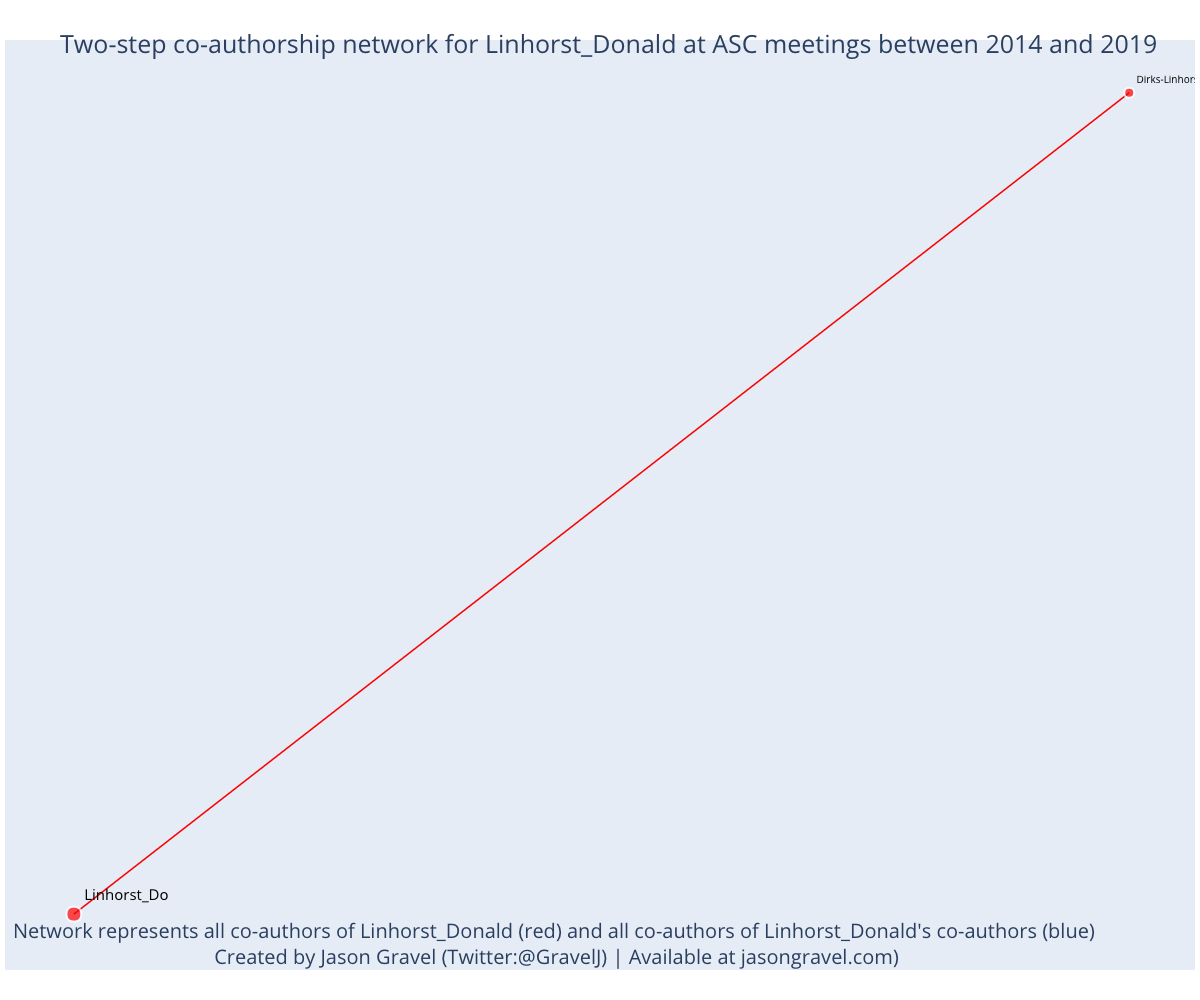 Two-step co-authorship network for Linhorst_Donald at ASC meetings between 2014 and 2019
Dirks-Linhors
Linhorst_Do
Network represents all co-authors of Linhorst_Donald (red) and all co-authors of Linhorst_Donald's co-authors (blue)
Created by Jason Gravel (Twitter:@GravelJ) | Available at jasongravel.com)